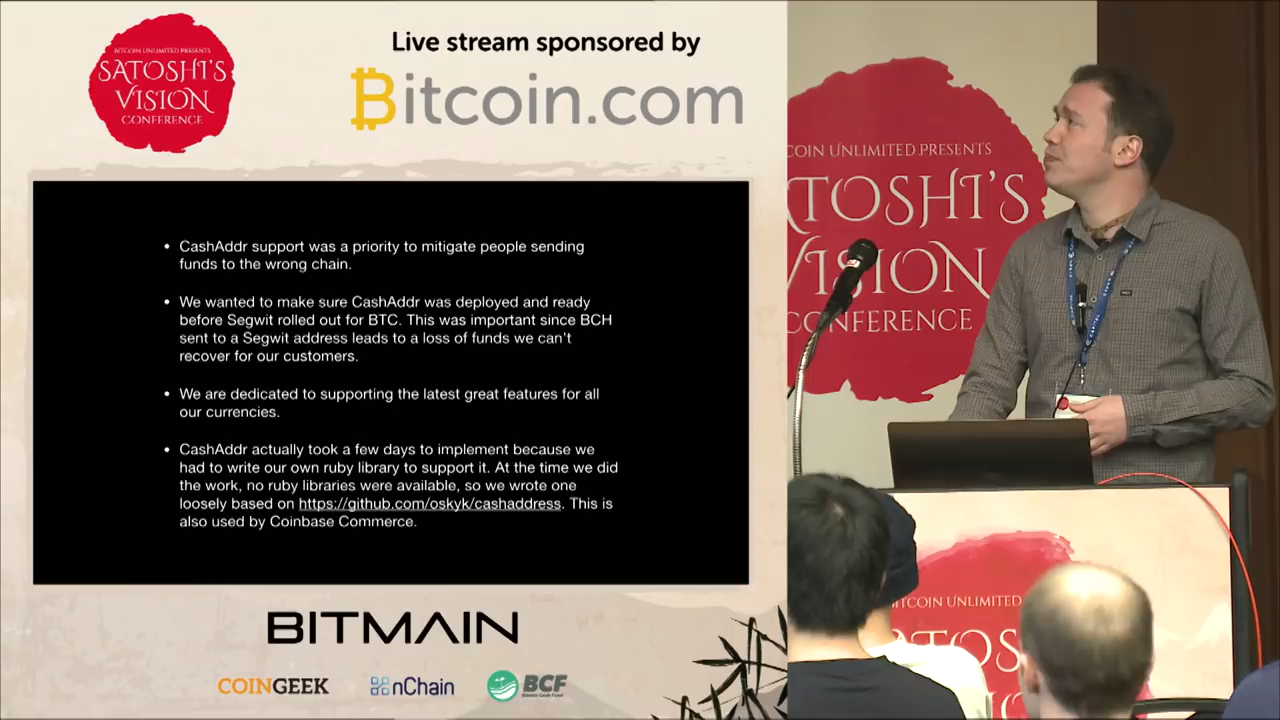 BITCOIN UNLIMITED PRESENTS
SATOSHI'S
VISION
CONFERENCE
Live stream sponsored by
Bitcoin.com
• CashAddr support was a priority to mitigate people sending
funds to the wrong chain.
• We wanted to make sure CashAddr was deployed and ready
before Segwit rolled out for BTC. This was important since BCH
sent to a Segwit address leads to a loss of funds we can't
recover for our customers.
• We are dedicated to supporting the latest great features for all
our currencies.
• CashAddr actually took a few days to implement because we
had to write our own ruby library to support it. At the time we did
the work, no ruby libraries were available, so we wrote one
loosely based on https://github.com/oskyk/cashaddress. This is
also used by Coinbase Commerce.
BITMAIN
COINGEEK
nChain
BCF
COIN UNLIMITED PRESENTS
ATOSHI'S
VISION
CONFERENCE
ITCOIN UNLIMITED
TOS